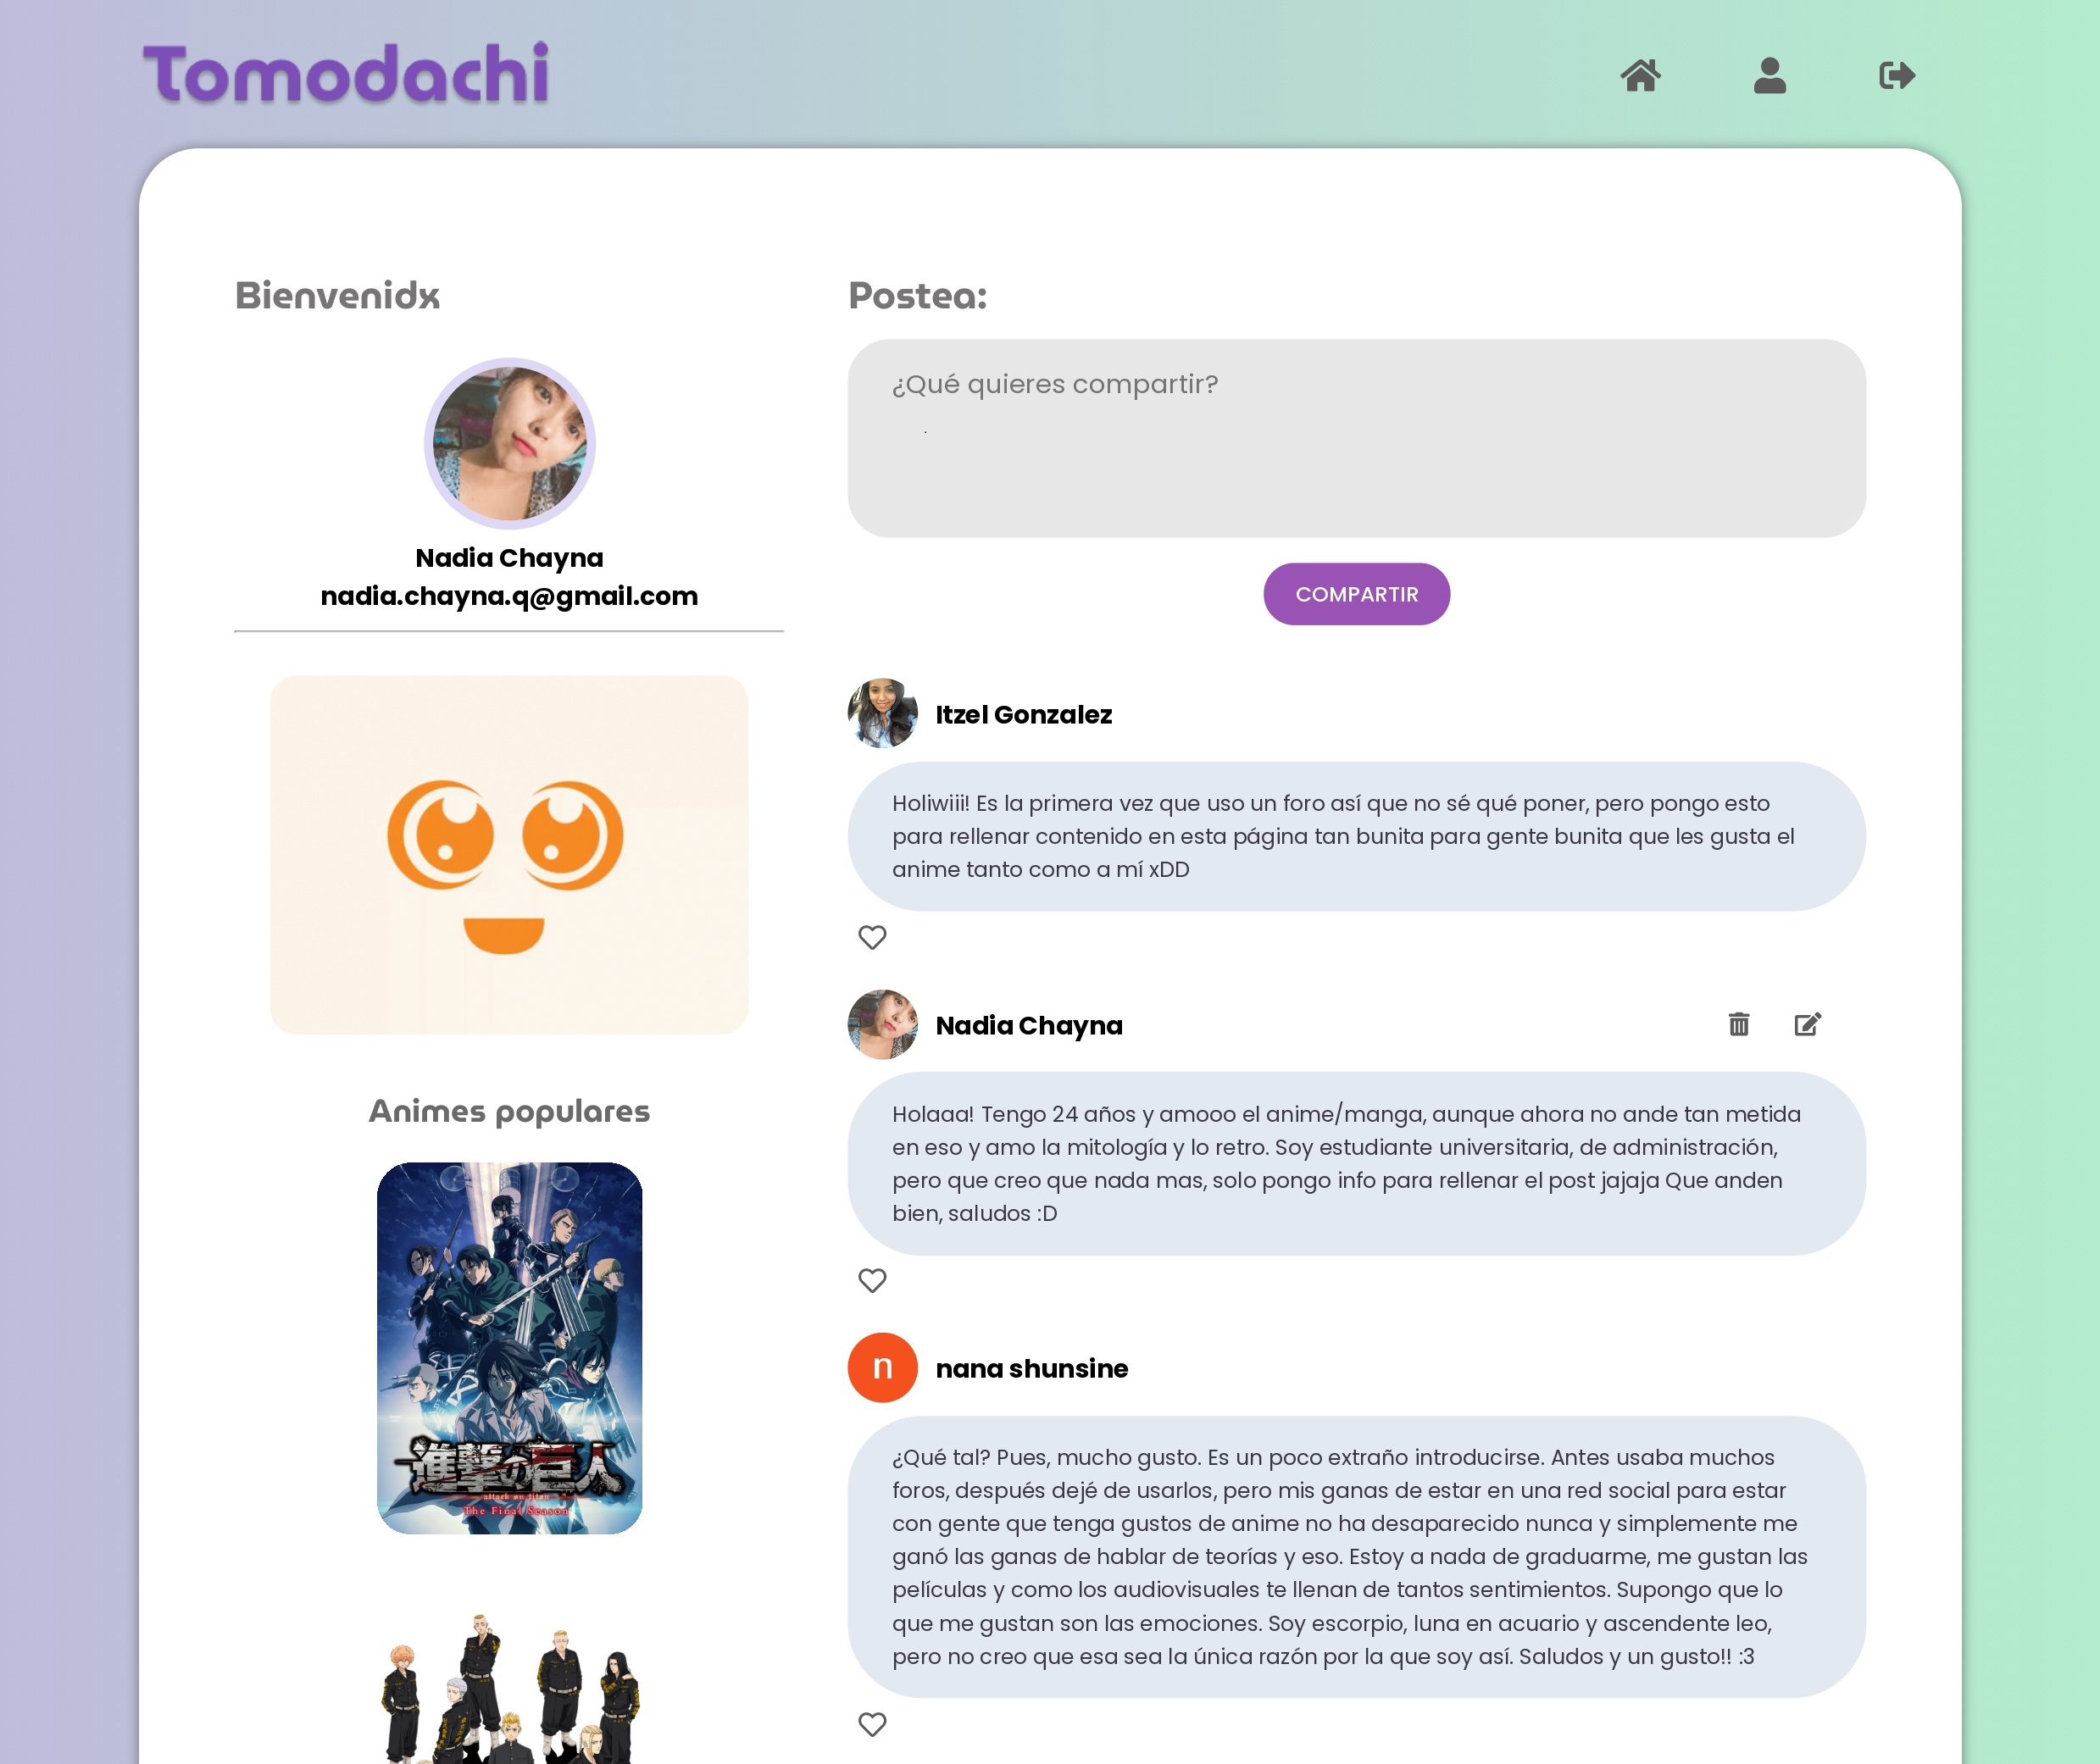 Tomodachi
Bienvenidx
Nadia Chayna
nadia.chayna.q@gmail.com
Animes populares
進撃の巨人
attack on titan
The Final Season
Postea:
¿Qué quieres compartir?
COMPARTIR
Itzel Gonzalez
Holiwiii! Es la primera vez que uso un foro así que no sé qué poner, pero pongo esto
para rellenar contenido en esta página tan bunita para gente bunita que les gusta el
anime tanto como a mí xDD
Nadia Chayna
Holaaa! Tengo 24 años y amooo el anime/manga, aunque ahora no ande tan metida
en eso y amo la mitología y lo retro. Soy estudiante universitaria, de administración,
pero que creo que nada mas, solo pongo info para rellenar el post jajaja Que anden
bien, saludos :D
n
nana shunsine
¿Qué tal? Pues, mucho gusto. Es un poco extraño introducirse. Antes usaba muchos
foros, después dejé de usarlos, pero mis ganas de estar en una red social para estar
con gente que tenga gustos de anime no ha desaparecido nunca y simplemente me
ganó las ganas de hablar de teorías y eso. Estoy a nada de graduarme, me gustan las
películas y como los audiovisuales te llenan de tantos sentimientos. Supongo que lo
que me gustan son las emociones. Soy escorpio, luna en acuario y ascendente leo,
pero no creo que esa sea la única razón por la que soy así. Saludos y un gusto!! :3